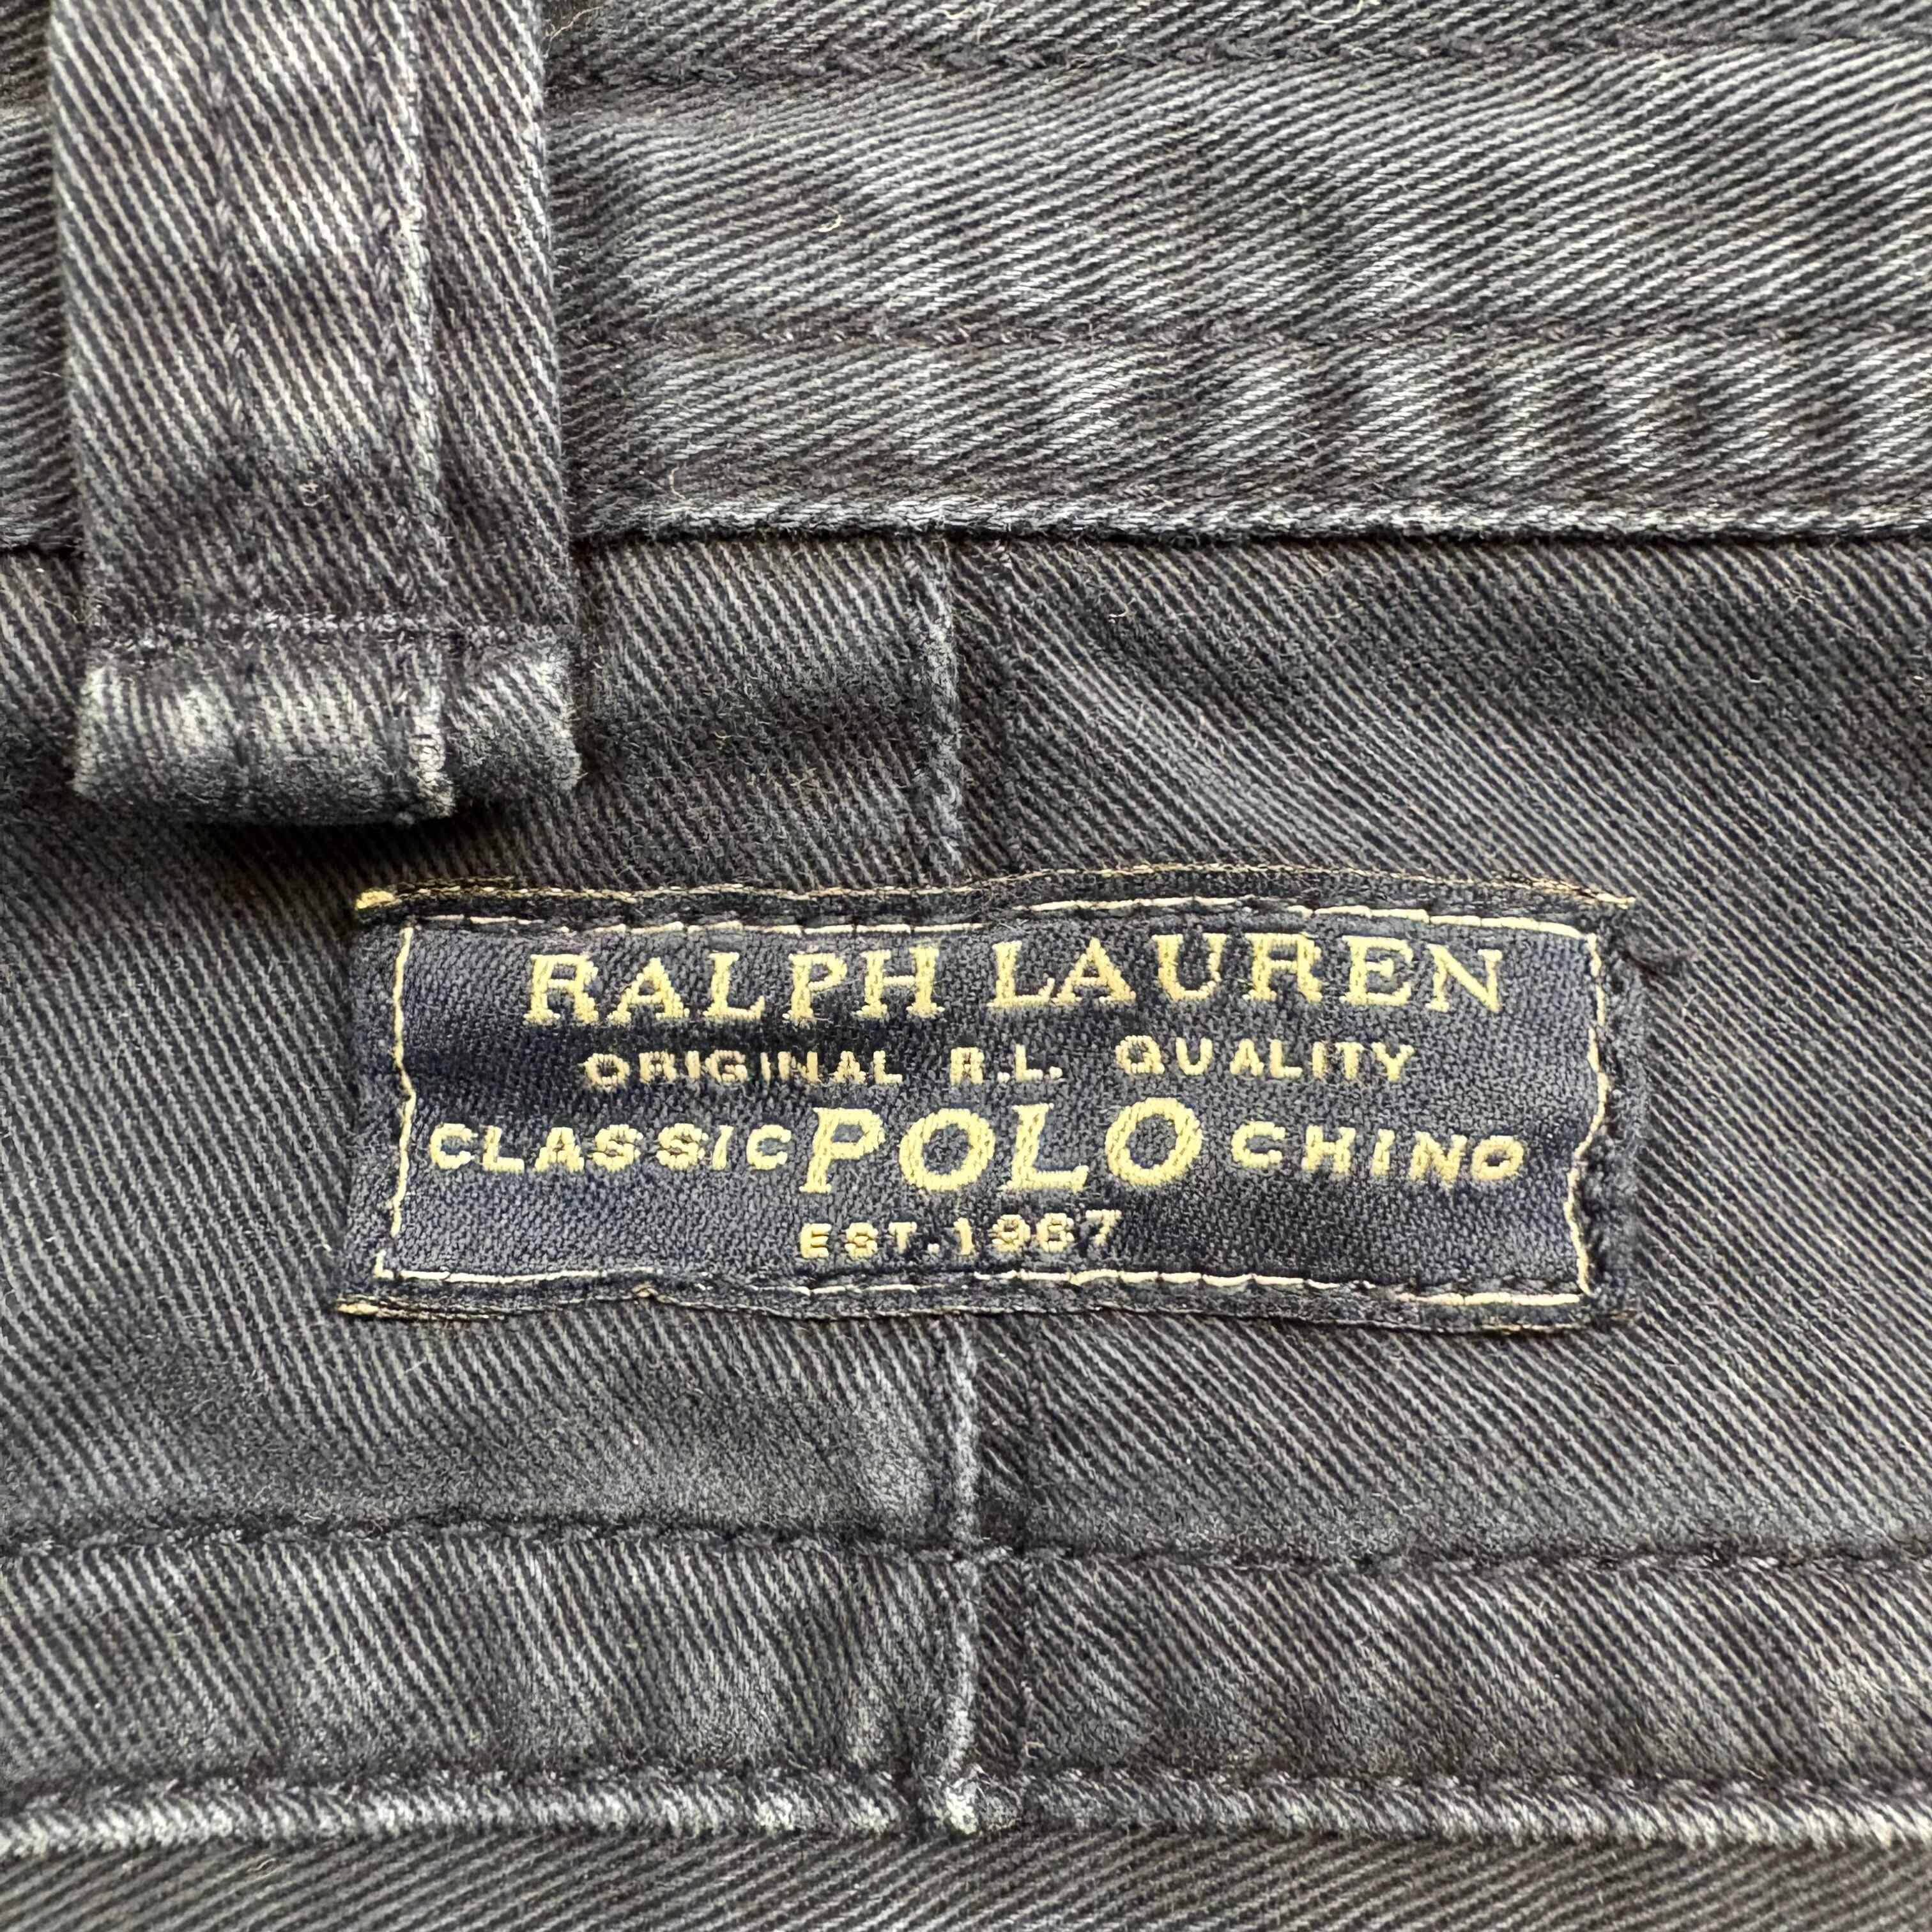 RALPH LAUREN
ORIGINAL R.L. QUALITY
CLASSIC POLO CHINO
EST. 1967